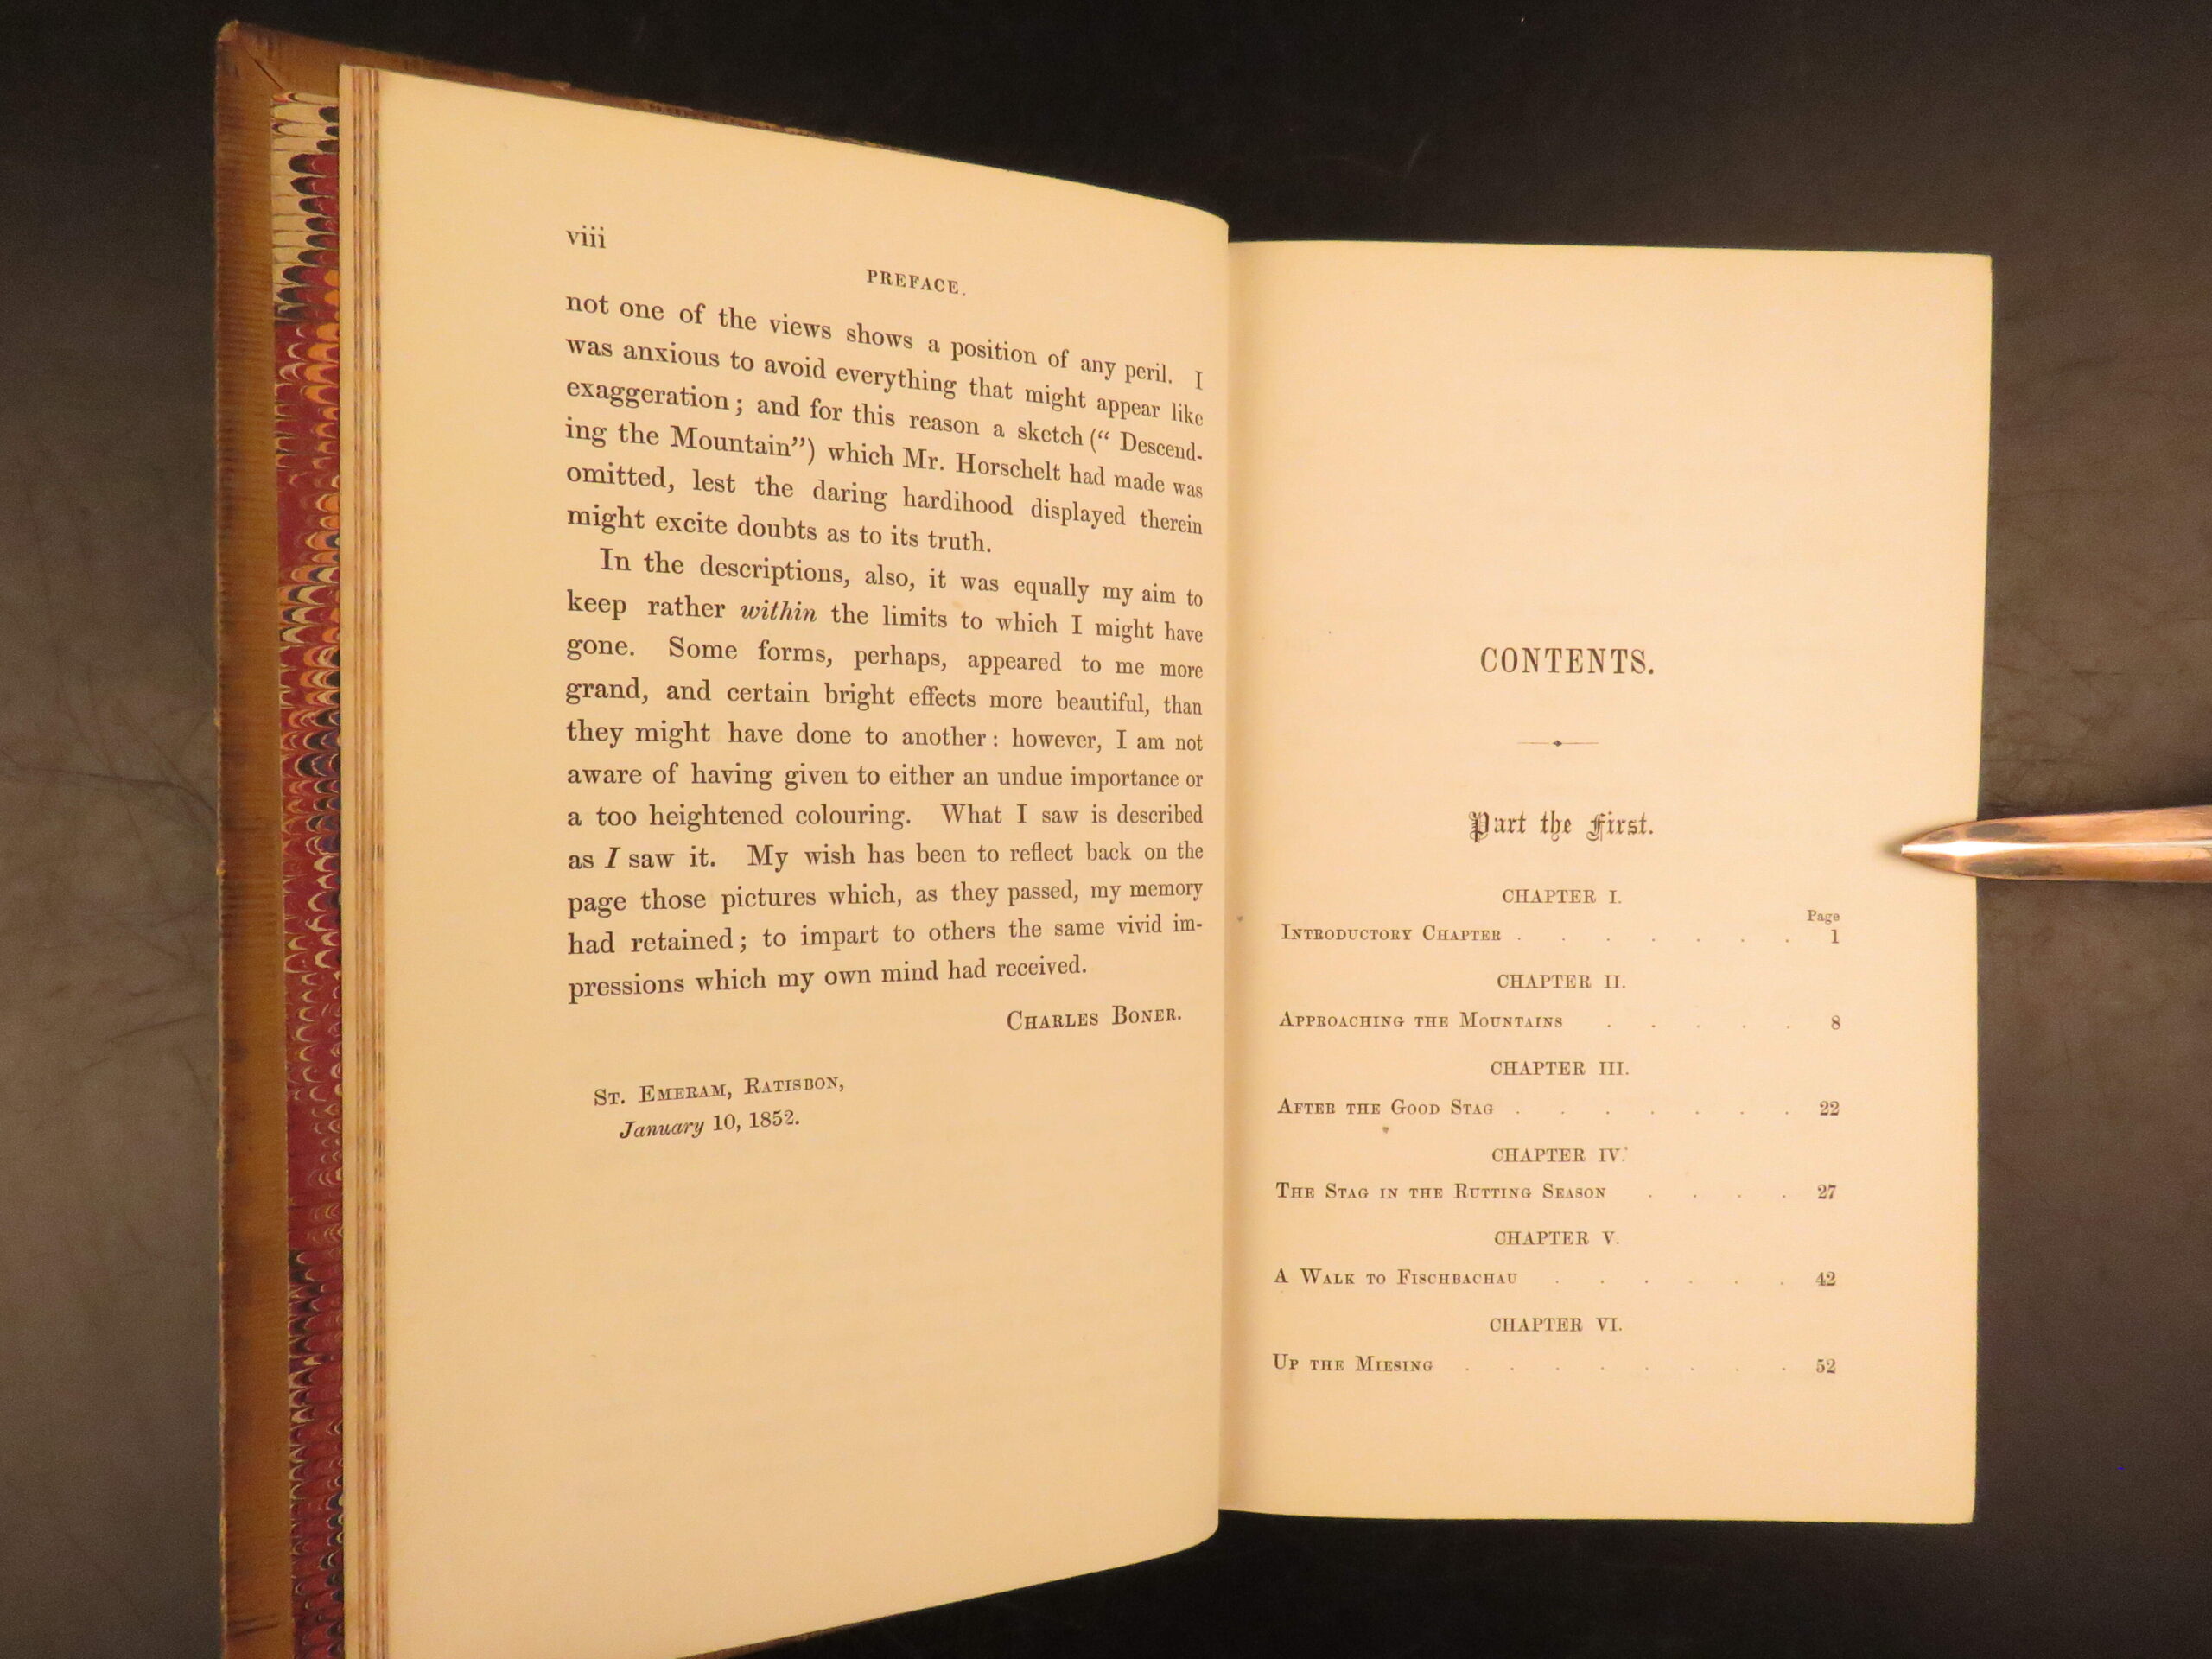 viii
PREFACE.
not one of the views shows a position of any peril. I
was anxious to avoid everything that might appear like
exaggeration; and for this reason a sketch (“ Descend-
ing the Mountain”) which Mr. Horschelt had made was
omitted, lest the daring hardihood displayed therein
might excite doubts as to its truth.
In the descriptions, also, it was equally my aim to
keep rather within the limits to which I might have
gone. Some forms, perhaps, appeared to me more
grand, and certain bright effects more beautiful, than
they might have done to another: however, I am not
aware of having given to either an undue importance or
a too heightened colouring. What I saw is described
as I saw it. My wish has been to reflect back on the
page those pictures which, as they passed, my memory
had retained; to impart to others the same vivid im-
pressions which my own mind had received.
Charles Boner.
St. Emeram, Ratisbon,
January 10, 1852.
CONTENTS.
Part the First.
CHAPTER I.
Page
Introductory Chapter . . . . . . . 1
CHAPTER II.
Approaching the Mountains . . . . . 8
CHAPTER III.
After the Good Stag . . . . . . . 22
CHAPTER IV.
The Stag in the Rutting Season . . . . 27
CHAPTER V.
A Walk to Fischbachau . . . . . . 42
CHAPTER VI.
Up the Miesing . . . . . . . . 52